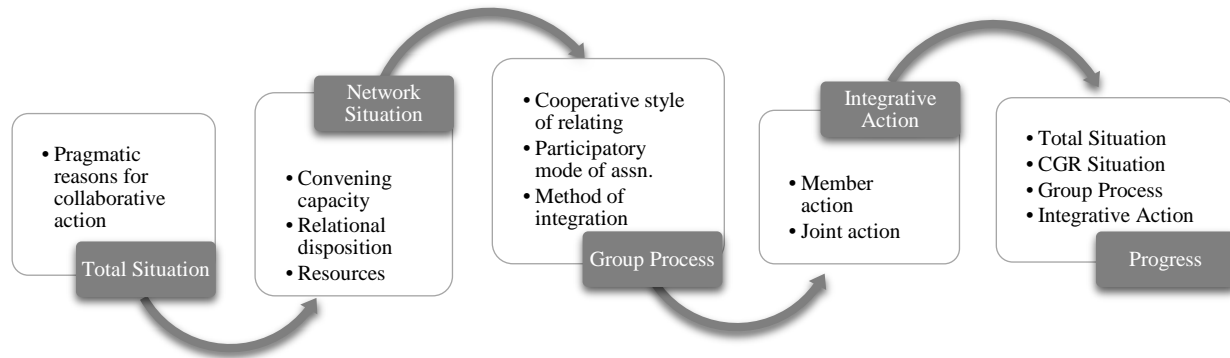 • Pragmatic
reasons for
collaborative
action
Total Situation
Network
Situation
• Convening
capacity
• Relational
disposition
• Resources
• Cooperative style
of relating
• Participatory
mode of assn.
• Method of
integration
Group Process
Integrative
Action
• Member
action
• Joint action
• Total Situation
• CGR Situation
• Group Process
• Integrative Action
Progress